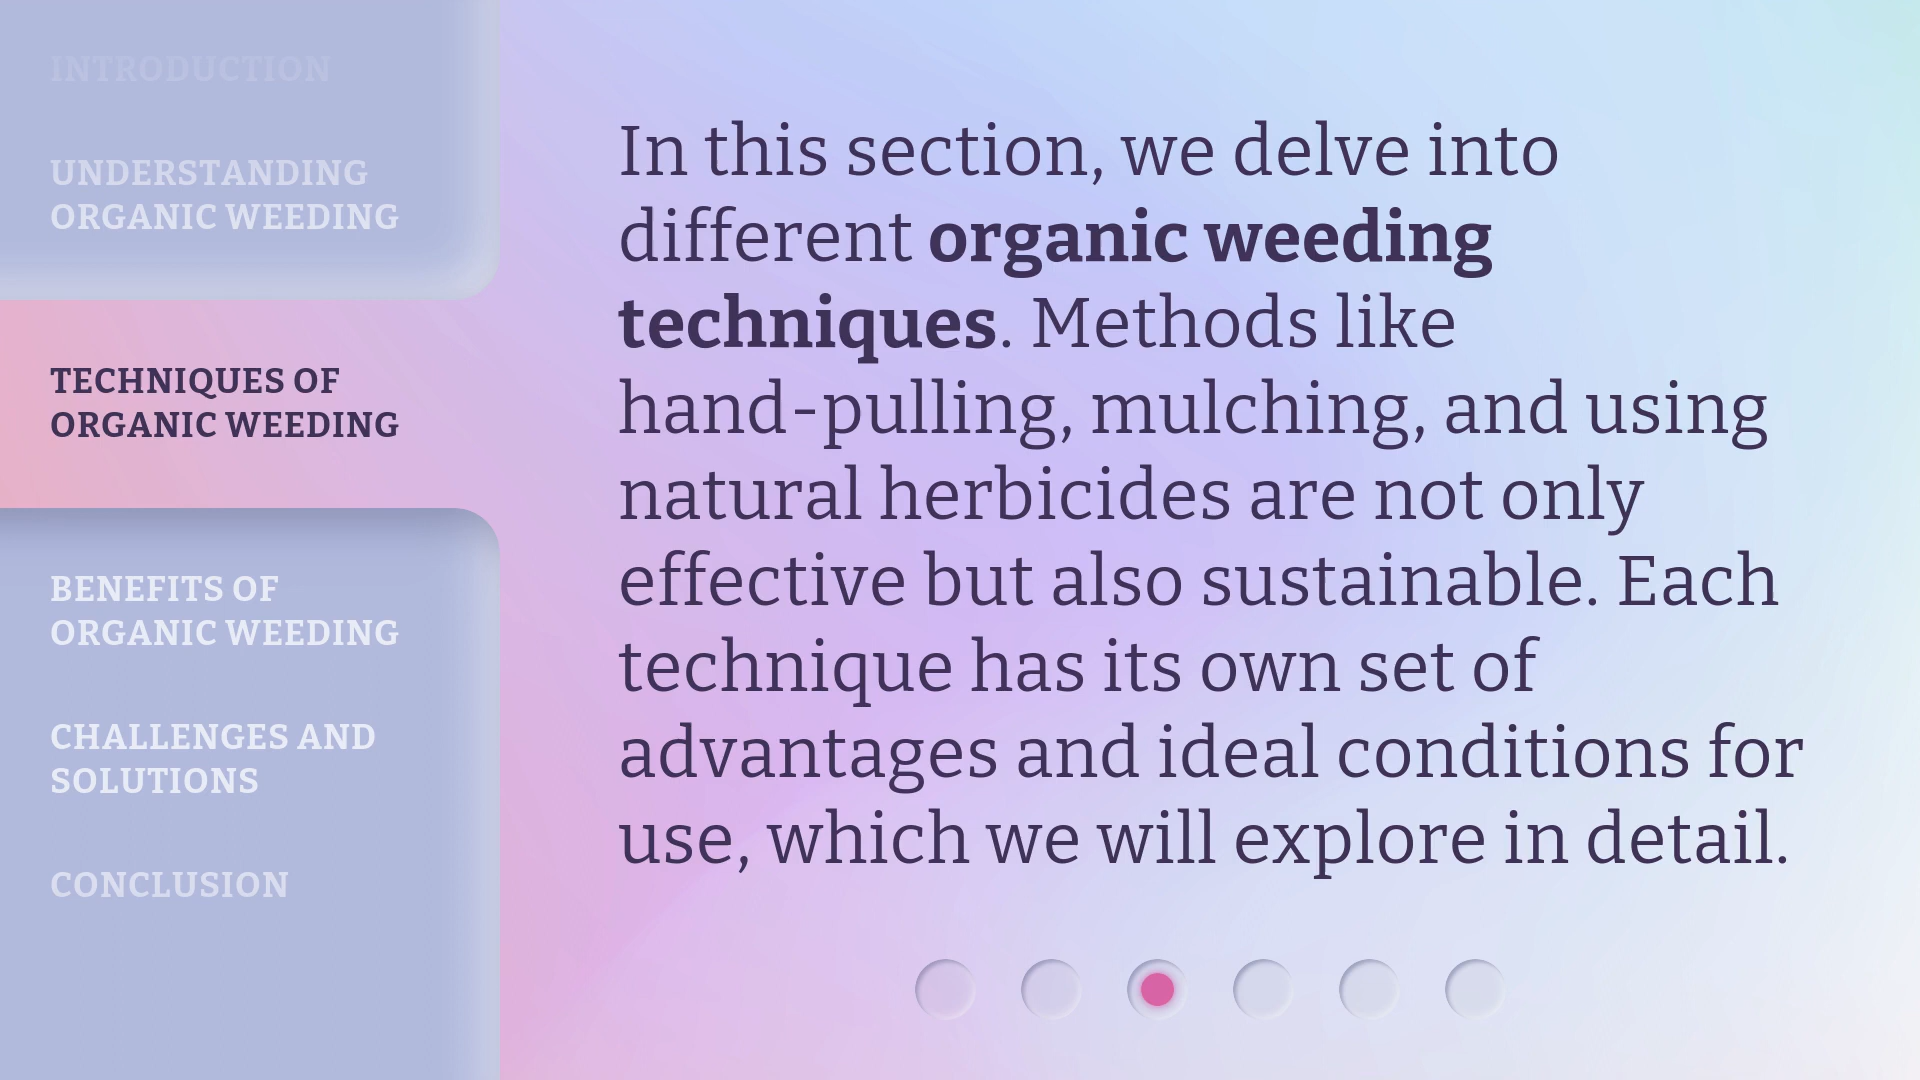 INTRODUCTION
UNDERSTANDING
ORGANIC WEEDING
TECHNIQUES OF
ORGANIC WEEDING
BENEFITS OF
ORGANIC WEEDING
CHALLENGES AND
SOLUTIONS
CONCLUSION
In this section, we delve into
different organic weeding
techniques. Methods like
hand-pulling, mulching, and using
natural herbicides are not only
effective but also sustainable. Each
technique has its own set of
advantages and ideal conditions for
use, which we will explore in detail.